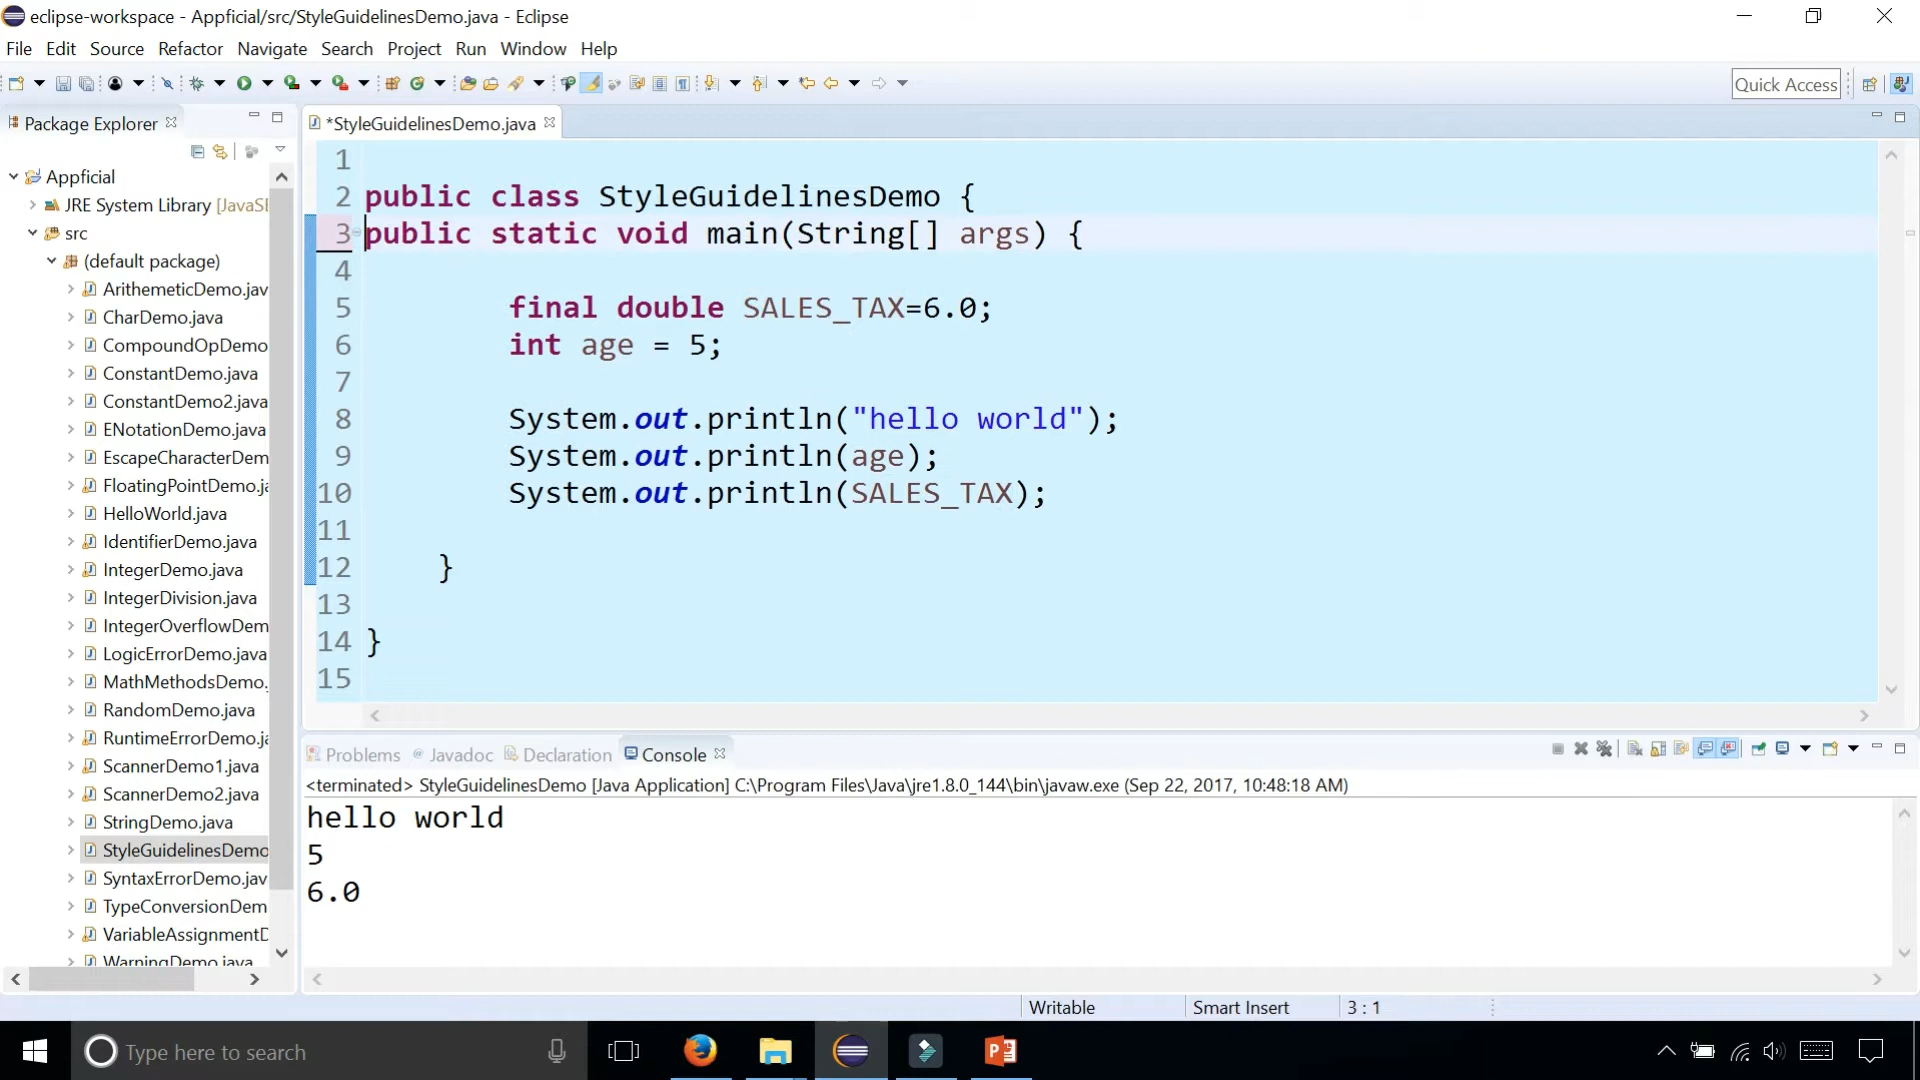 eclipse-workspace - Appficial/src/StyleGuidelinesDemo.java - Eclipse
File Edit Source Refactor Navigate Search Project Run Window Help
Quick Access
Package Explorer
*StyleGuidelinesDemo.java
Appficial
JRE System Library [JavaSE
src
(default package)
ArithemeticDemo.jav
CharDemo.java
CompoundOpDemo
ConstantDemo.java
ConstantDemo2.java
ENotationDemo.java
EscapeCharacterDem
FloatingPointDemo.ja
HelloWorld.java
IdentifierDemo.java
IntegerDemo.java
IntegerDivision.java
IntegerOverflowDem
LogicErrorDemo.java
MathMethodsDemo.
RandomDemo.java
RuntimeErrorDemo.ja
ScannerDemo1.java
ScannerDemo2.java
StringDemo.java
StyleGuidelinesDemo
SyntaxErrorDemo.jav
TypeConversionDem
VariableAssignmentD
WarningDemo.java
1
2 public class StyleGuidelinesDemo {
3 public static void main(String[] args) {
4
5 final double SALES_TAX=6.0;
6 int age = 5;
7
8 System.out.println("hello world");
9 System.out.println(age);
10 System.out.println(SALES_TAX);
11
12 }
13
14 }
15
Problems Javadoc Declaration Console
<terminated> StyleGuidelinesDemo [Java Application] C:\Program Files\Java\jre1.8.0_144\bin\javaw.exe (Sep 22, 2017, 10:48:18 AM)
hello world
5
6.0
Writable Smart Insert 3 : 1
Type here to search